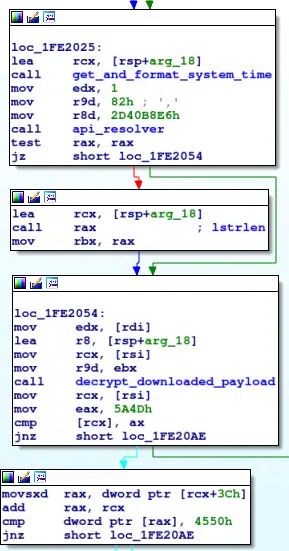 loc_1FE2025:
lea rcx, [rsp+arg_18]
call get_and_format_system_time
mov edx, 1
mov r9d, 82h ; ','
mov r8d, 2D40B8E6h
call api_resolver
test rax, rax
jz short loc_1FE2054
lea rcx, [rsp+arg_18]
call rax ; lstrlen
mov rbx, rax
loc_1FE2054:
mov edx, [rdi]
lea r8, [rsp+arg_18]
mov rcx, [rsi]
mov r9d, ebx
call decrypt_downloaded_payload
mov rcx, [rsi]
mov eax, 5A4Dh
cmp [rcx], ax
jnz short loc_1FE20AE
movsxd rax, dword ptr [rcx+3Ch]
add rax, rcx
cmp dword ptr [rax], 4550h
jnz short loc_1FE20AE